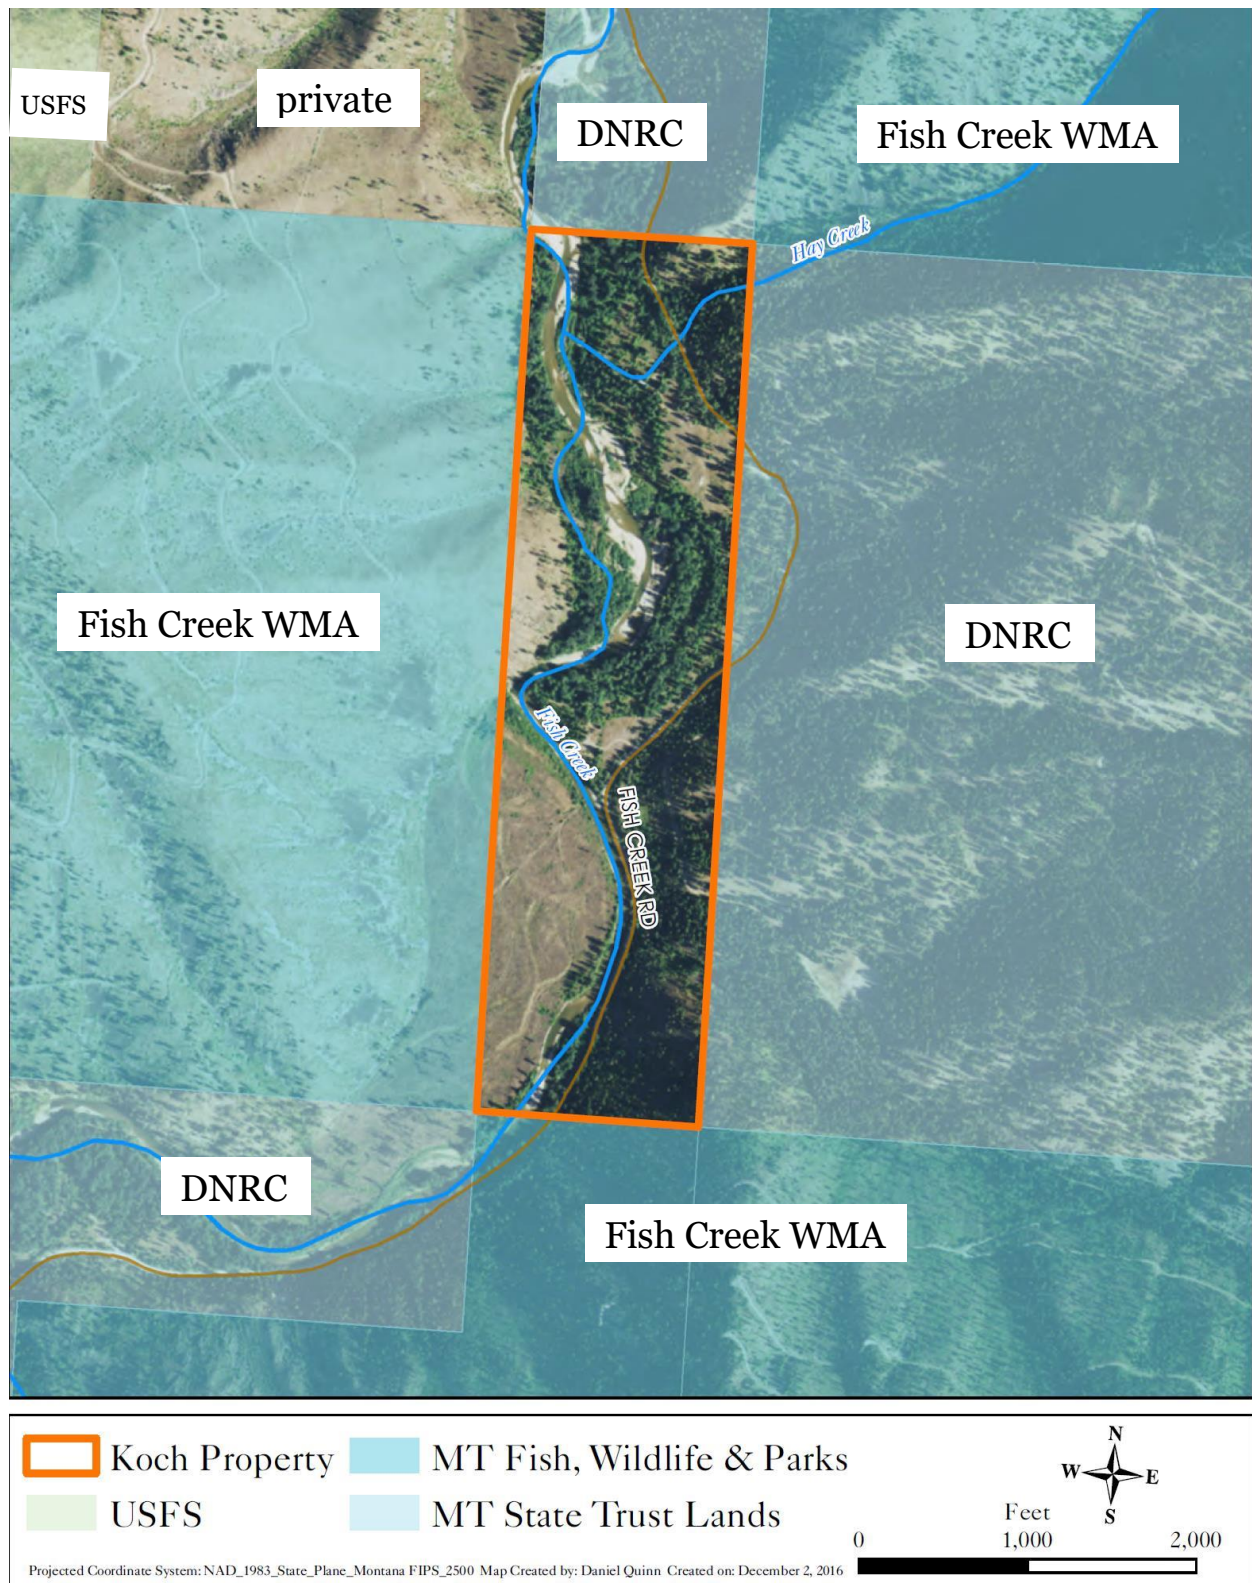 USFS
private
DNRC
Fish Creek WMA
Hay Creek
Fish Creek WMA
DNRC
Fish Creek
FISH CREEK RD
DNRC
Fish Creek WMA
Koch Property
MT Fish, Wildlife & Parks
USFS
MT State Trust Lands
N
W
E
S
Feet
0
1,000
2,000
Projected Coordinate System: NAD_1983_State_Plane_Montana FIPS_2500 Map Created by: Daniel Quinn Created on: December 2, 2016